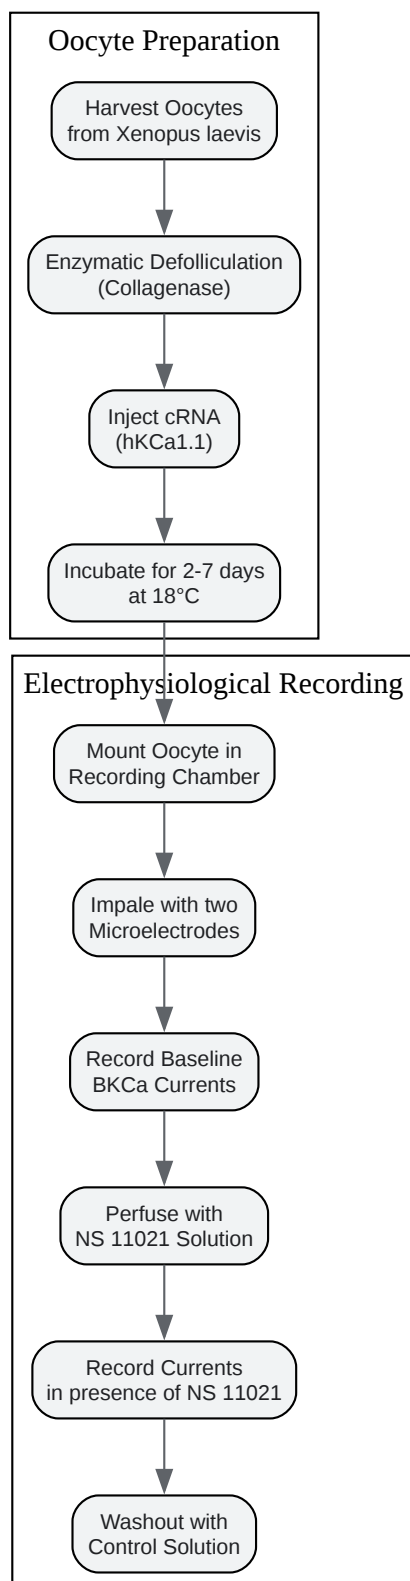 Oocyte Preparation
Harvest Oocytes
from Xenopus laevis
Enzymatic Defolliculation
(Collagenase)
Inject cRNA
(hKCa1.1)
Incubate for 2-7 days
at 18°C
Electrophysiological Recording
Mount Oocyte in
Recording Chamber
Impale with two
Microelectrodes
Record Baseline
BKCa Currents
Perfuse with
NS 11021 Solution
Record Currents
in presence of NS 11021
Washout with
Control Solution